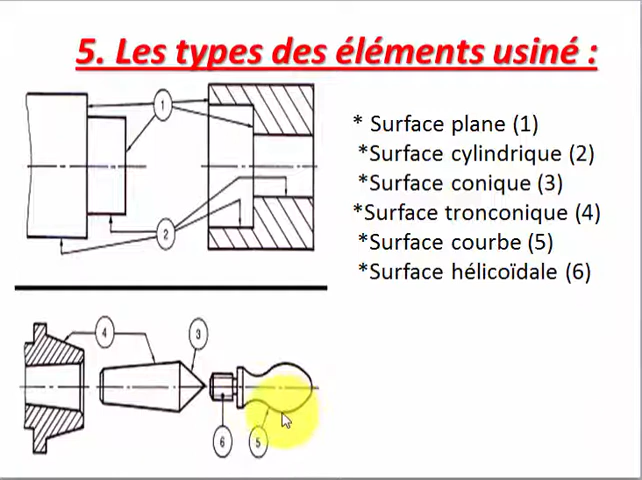 5. Les types des éléments usiné :
1
* Surface plane (1)
*Surface cylindrique (2)
*Surface conique (3)
*Surface tronconique (4)
2
*Surface courbe (5)
*Surface hélicoïdale (6)
4
3
6
5